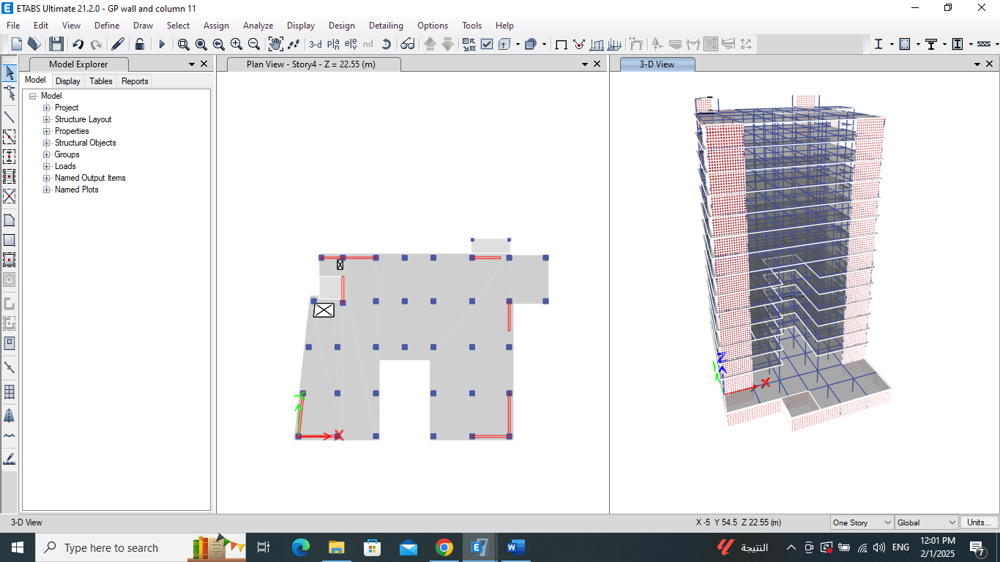 ETABS Ultimate 21.2.0 - GP wall and column 11
File Edit View Define Draw Select Assign Analyze Display Design Detailing Options Tools Help
3-d
nd
Model Explorer
Model Display Tables Reports
Model
Project
Structure Layout
Properties
Structural Objects
Groups
Loads
Named Output Items
Named Plots
Plan View - Story4 - Z = 22.55 (m)
X
3-D View
Z
X
3-D View
X -5 Y 54.5 Z 22.55 (m)
One Story
Global
Units...
Type here to search
النتيجة
ENG
12:01 PM
2/1/2025
7